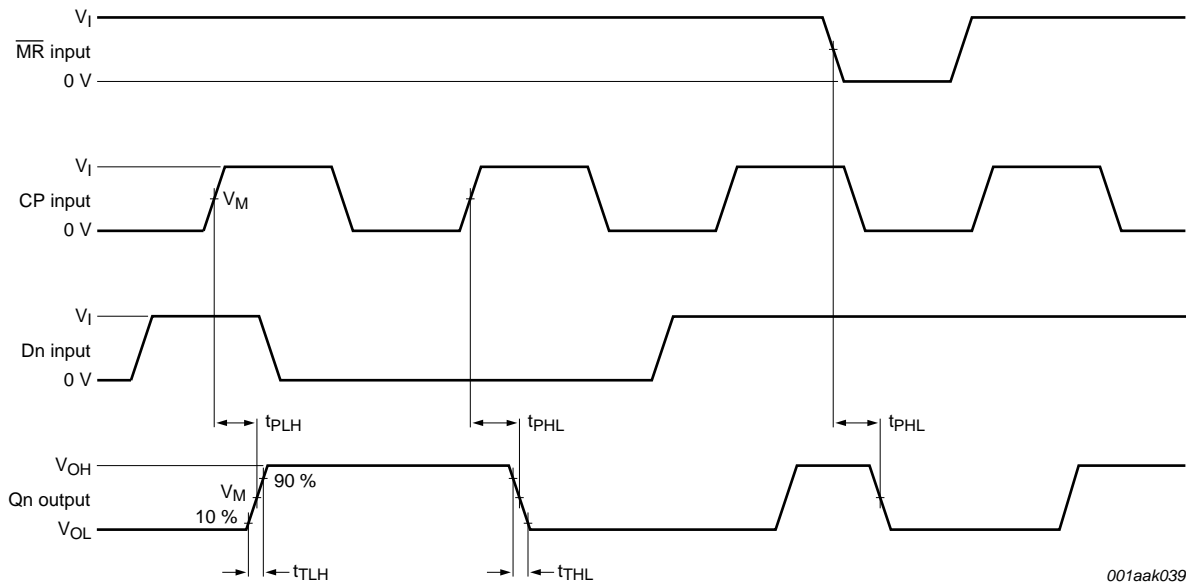 V_I
M̅R̅ input
0 V
V_I
V_M
CP input
0 V
V_I
Dn input
0 V
t_PLH
t_PHL
t_PHL
V_OH
90 %
V_M
Qn output
10 %
V_OL
t_TLH
t_THL
001aak039